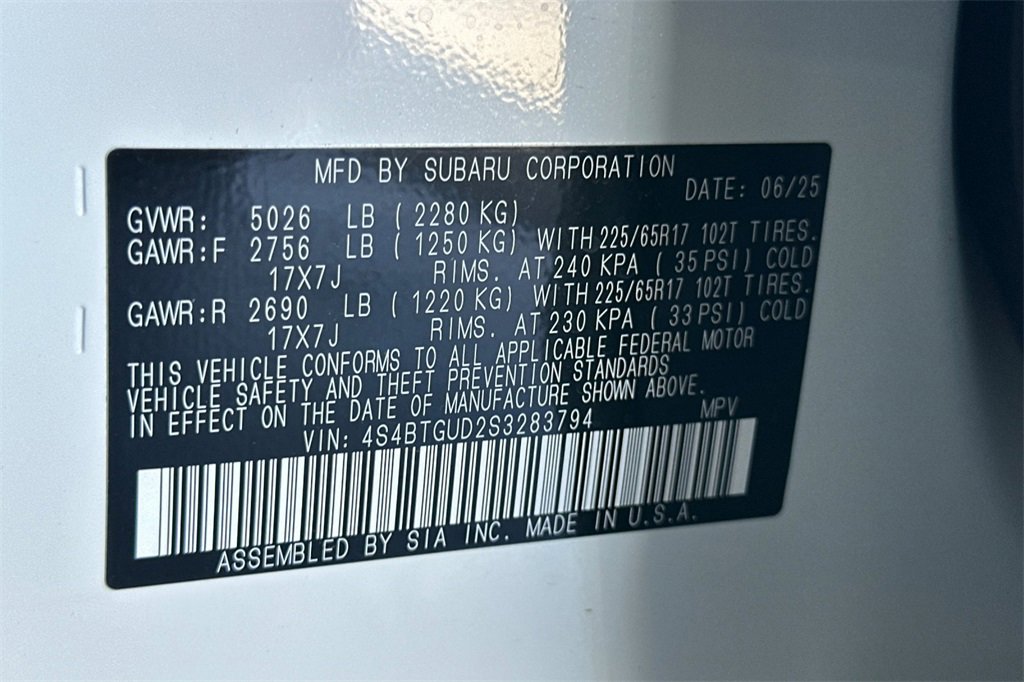 MFD BY SUBARU CORPORATION
DATE: 06/25
GVWR: 5026 LB ( 2280 KG)
GAWR:F 2756 LB ( 1250 KG) WITH 225/65R17 102T TIRES.
17X7J RIMS. AT 240 KPA ( 35 PSI) COLD
GAWR:R 2690 LB ( 1220 KG) WITH 225/65R17 102T TIRES.
17X7J RIMS. AT 230 KPA ( 33 PSI) COLD
THIS VEHICLE CONFORMS TO ALL APPLICABLE FEDERAL MOTOR
VEHICLE SAFETY AND THEFT PREVENTION STANDARDS
IN EFFECT ON THE DATE OF MANUFACTURE SHOWN ABOVE.
VIN: 4S4BTGUD2S3283794 MPV
ASSEMBLED BY SIA INC. MADE IN U.S.A.